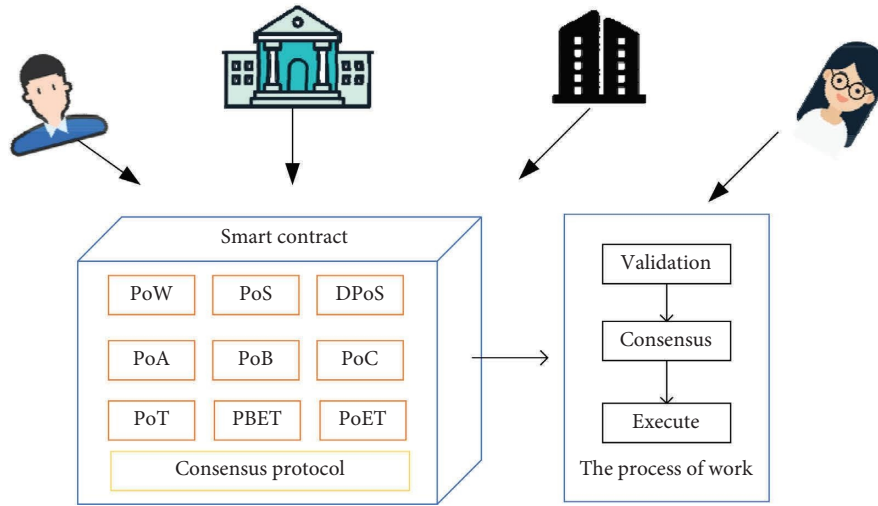 Smart contract
PoW PoS DPoS
PoA PoB PoC
PoT PBET PoET
Consensus protocol
Validation
Consensus
Execute
The process of work